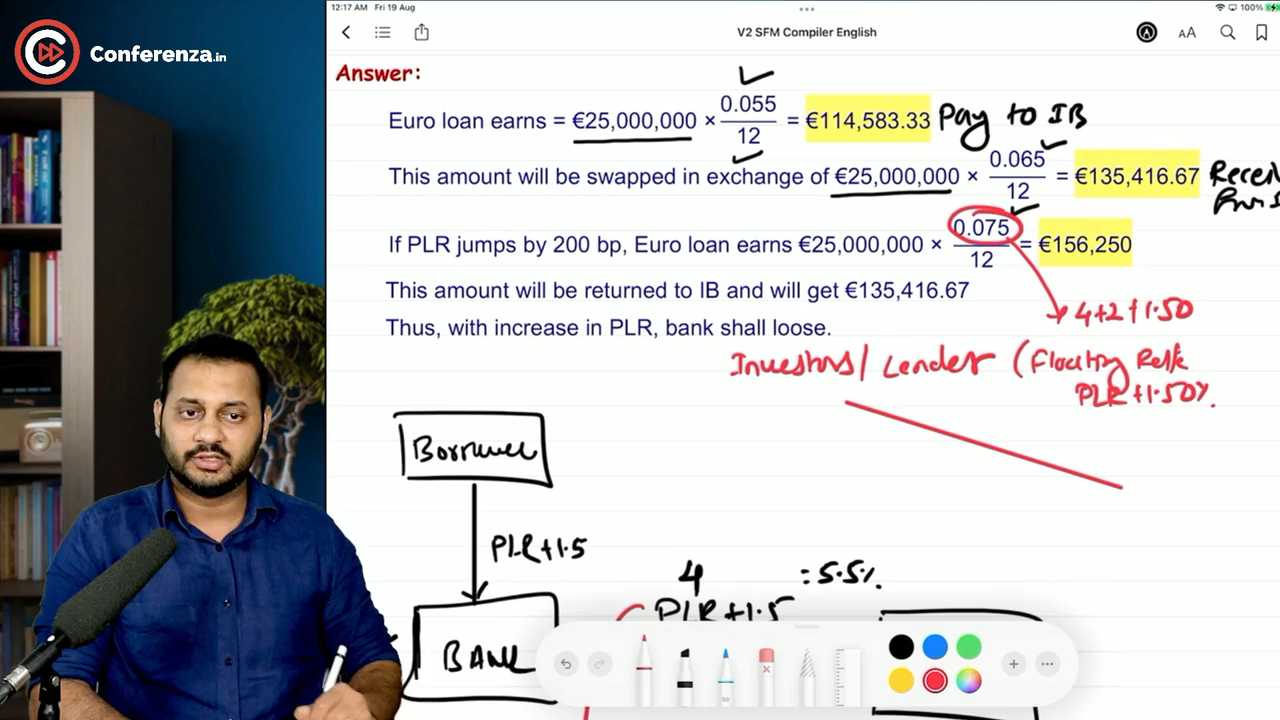 12:17 AM Fri 19 Aug
100%
Conferenza.in
V2 SFM Compiler English
AA
Answer:
Euro loan earns = €25,000,000 × 0.055/12 = €114,583.33 Pay to IB
This amount will be swapped in exchange of €25,000,000 × 0.065/12 = €135,416.67
If PLR jumps by 200 bp, Euro loan earns €25,000,000 × 0.075/12 = €156,250
This amount will be returned to IB and will get €135,416.67
4+2+1.50
Thus, with increase in PLR, bank shall loose.
Investors/ Lender (Floating Rate
PLR+1.50%.
Borrower
PLR+1.5
4 = 5.5%.
PLR+1.5
BANK